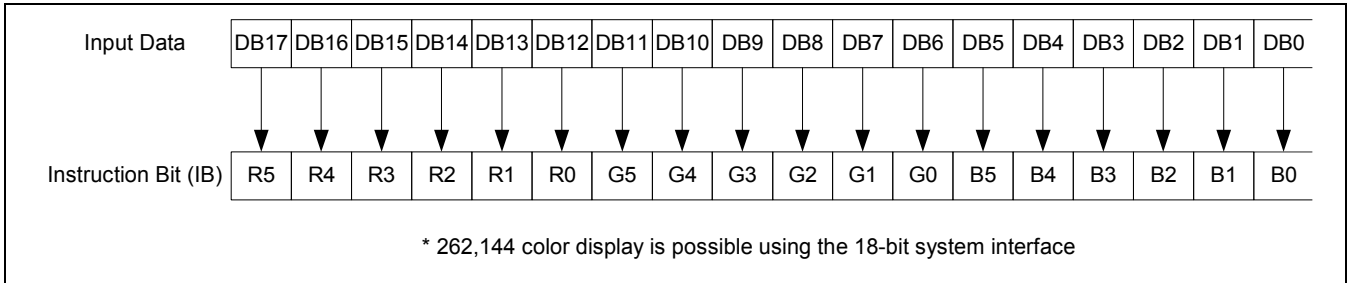 Input Data DB17 DB16 DB15 DB14 DB13 DB12 DB11 DB10 DB9 DB8 DB7 DB6 DB5 DB4 DB3 DB2 DB1 DB0
Instruction Bit (IB) R5 R4 R3 R2 R1 R0 G5 G4 G3 G2 G1 G0 B5 B4 B3 B2 B1 B0
* 262,144 color display is possible using the 18-bit system interface